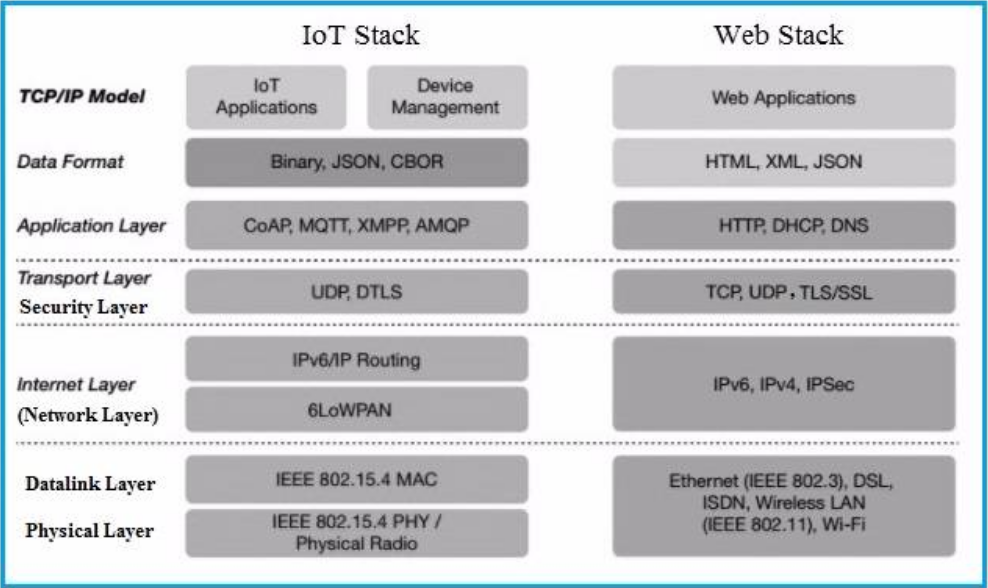 IoT Stack
Web Stack
TCP/IP Model
IoT
Applications
Device
Management
Web Applications
Data Format
Binary, JSON, CBOR
HTML, XML, JSON
Application Layer
CoAP, MQTT, XMPP, AMQP
HTTP, DHCP, DNS
Transport Layer
Security Layer
UDP, DTLS
TCP, UDP，TLS/SSL
Internet Layer
(Network Layer)
IPv6/IP Routing
6LoWPAN
IPv6, IPv4, IPSec
Datalink Layer
IEEE 802.15.4 MAC
Physical Layer
IEEE 802.15.4 PHY /
Physical Radio
Ethernet (IEEE 802.3), DSL,
ISDN, Wireless LAN
(IEEE 802.11), Wi-Fi